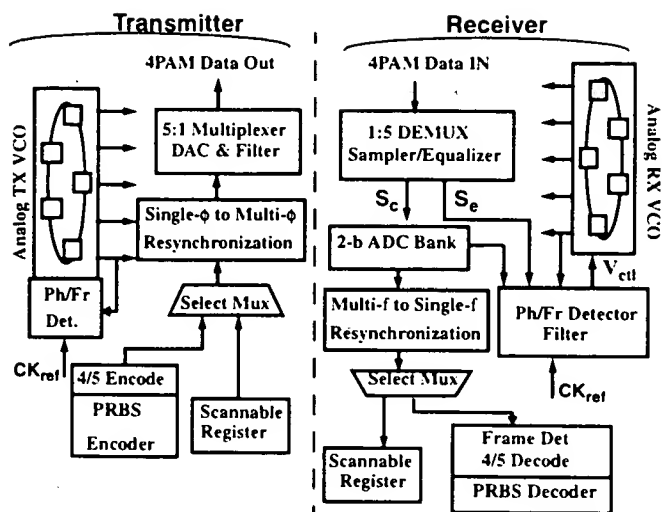 Transmitter
4PAM Data Out
Analog TX VCO
5:1 Multiplexer
DAC & Filter
Single-ϕ to Multi-ϕ
Resynchronization
Ph/Fr
Det.
Select Mux
CKref
4/5 Encode
PRBS
Encoder
Scannable
Register
Receiver
4PAM Data IN
1:5 DEMUX
Sampler/Equalizer
Analog RX VCO
Sc
Se
2-b ADC Bank
Vctl
Multi-f to Single-f
Resynchronization
Ph/Fr Detector
Filter
Select Mux
CKref
Scannable
Register
Frame Det
4/5 Decode
PRBS Decoder